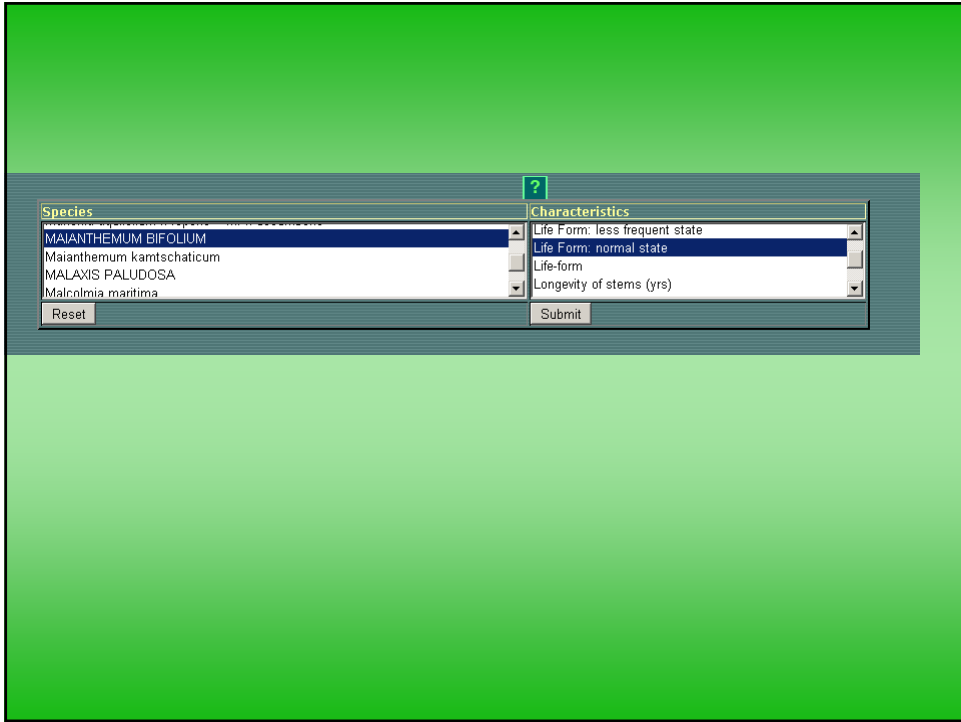 ?
Species
Characteristics
MAIANTHEMUM BIFOLIUM
Maianthemum kamtschaticum
MALAXIS PALUDOSA
Malcolmia maritima
Life Form: less frequent state
Life Form: normal state
Life-form
Longevity of stems (yrs)
Reset
Submit